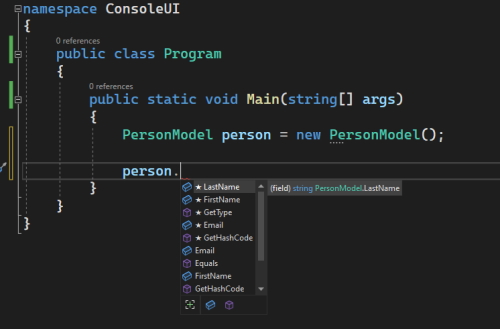 namespace ConsoleUI
{
0 references
public class Program
{
0 references
public static void Main(string[] args)
{
PersonModel person = new PersonModel();
person.
★ LastName
(field) string PersonModel.LastName
★ FirstName
★ GetType
★ Email
★ GetHashCode
Email
Equals
FirstName
GetHashCode
}
}
}